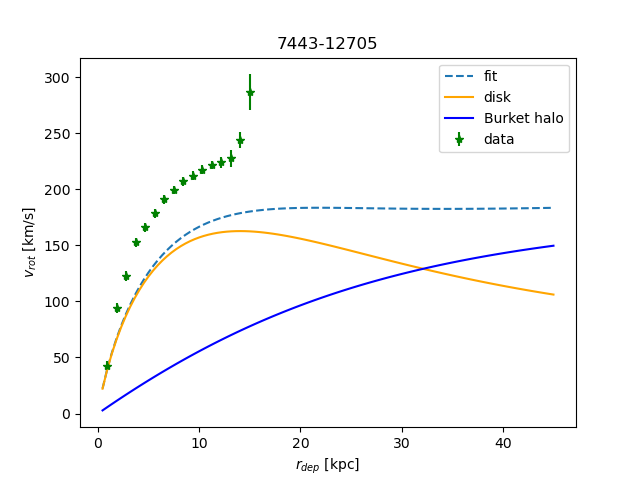 7443-12705
fit
disk
Burket halo
data
300
250
200
150
100
50
0
v_rot [km/s]
0 10 20 30 40
r_dep [kpc]